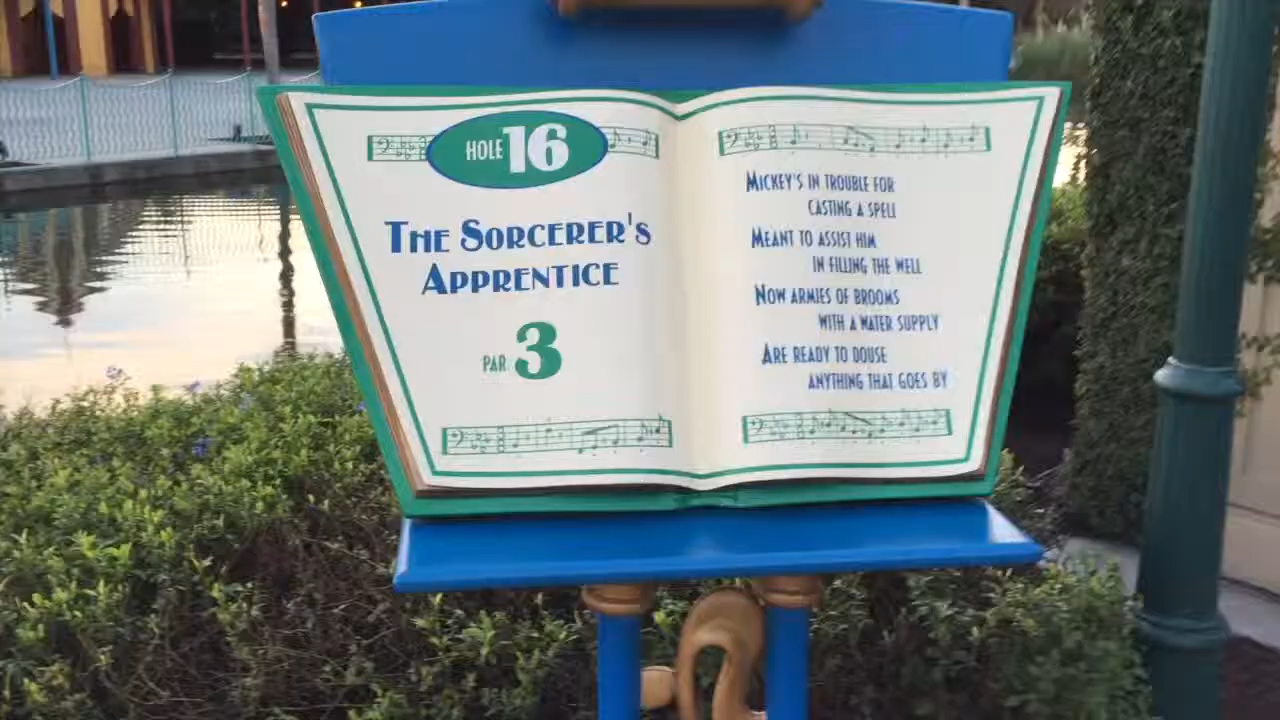 HOLE 16
THE SORCERER'S
APPRENTICE
PAR 3
MICKEY'S IN TROUBLE FOR
CASTING A SPELL
MEANT TO ASSIST HIM
IN FILLING THE WELL
NOW ARMIES OF BROOMS
WITH A WATER SUPPLY
ARE READY TO DOUSE
ANYTHING THAT GOES BY